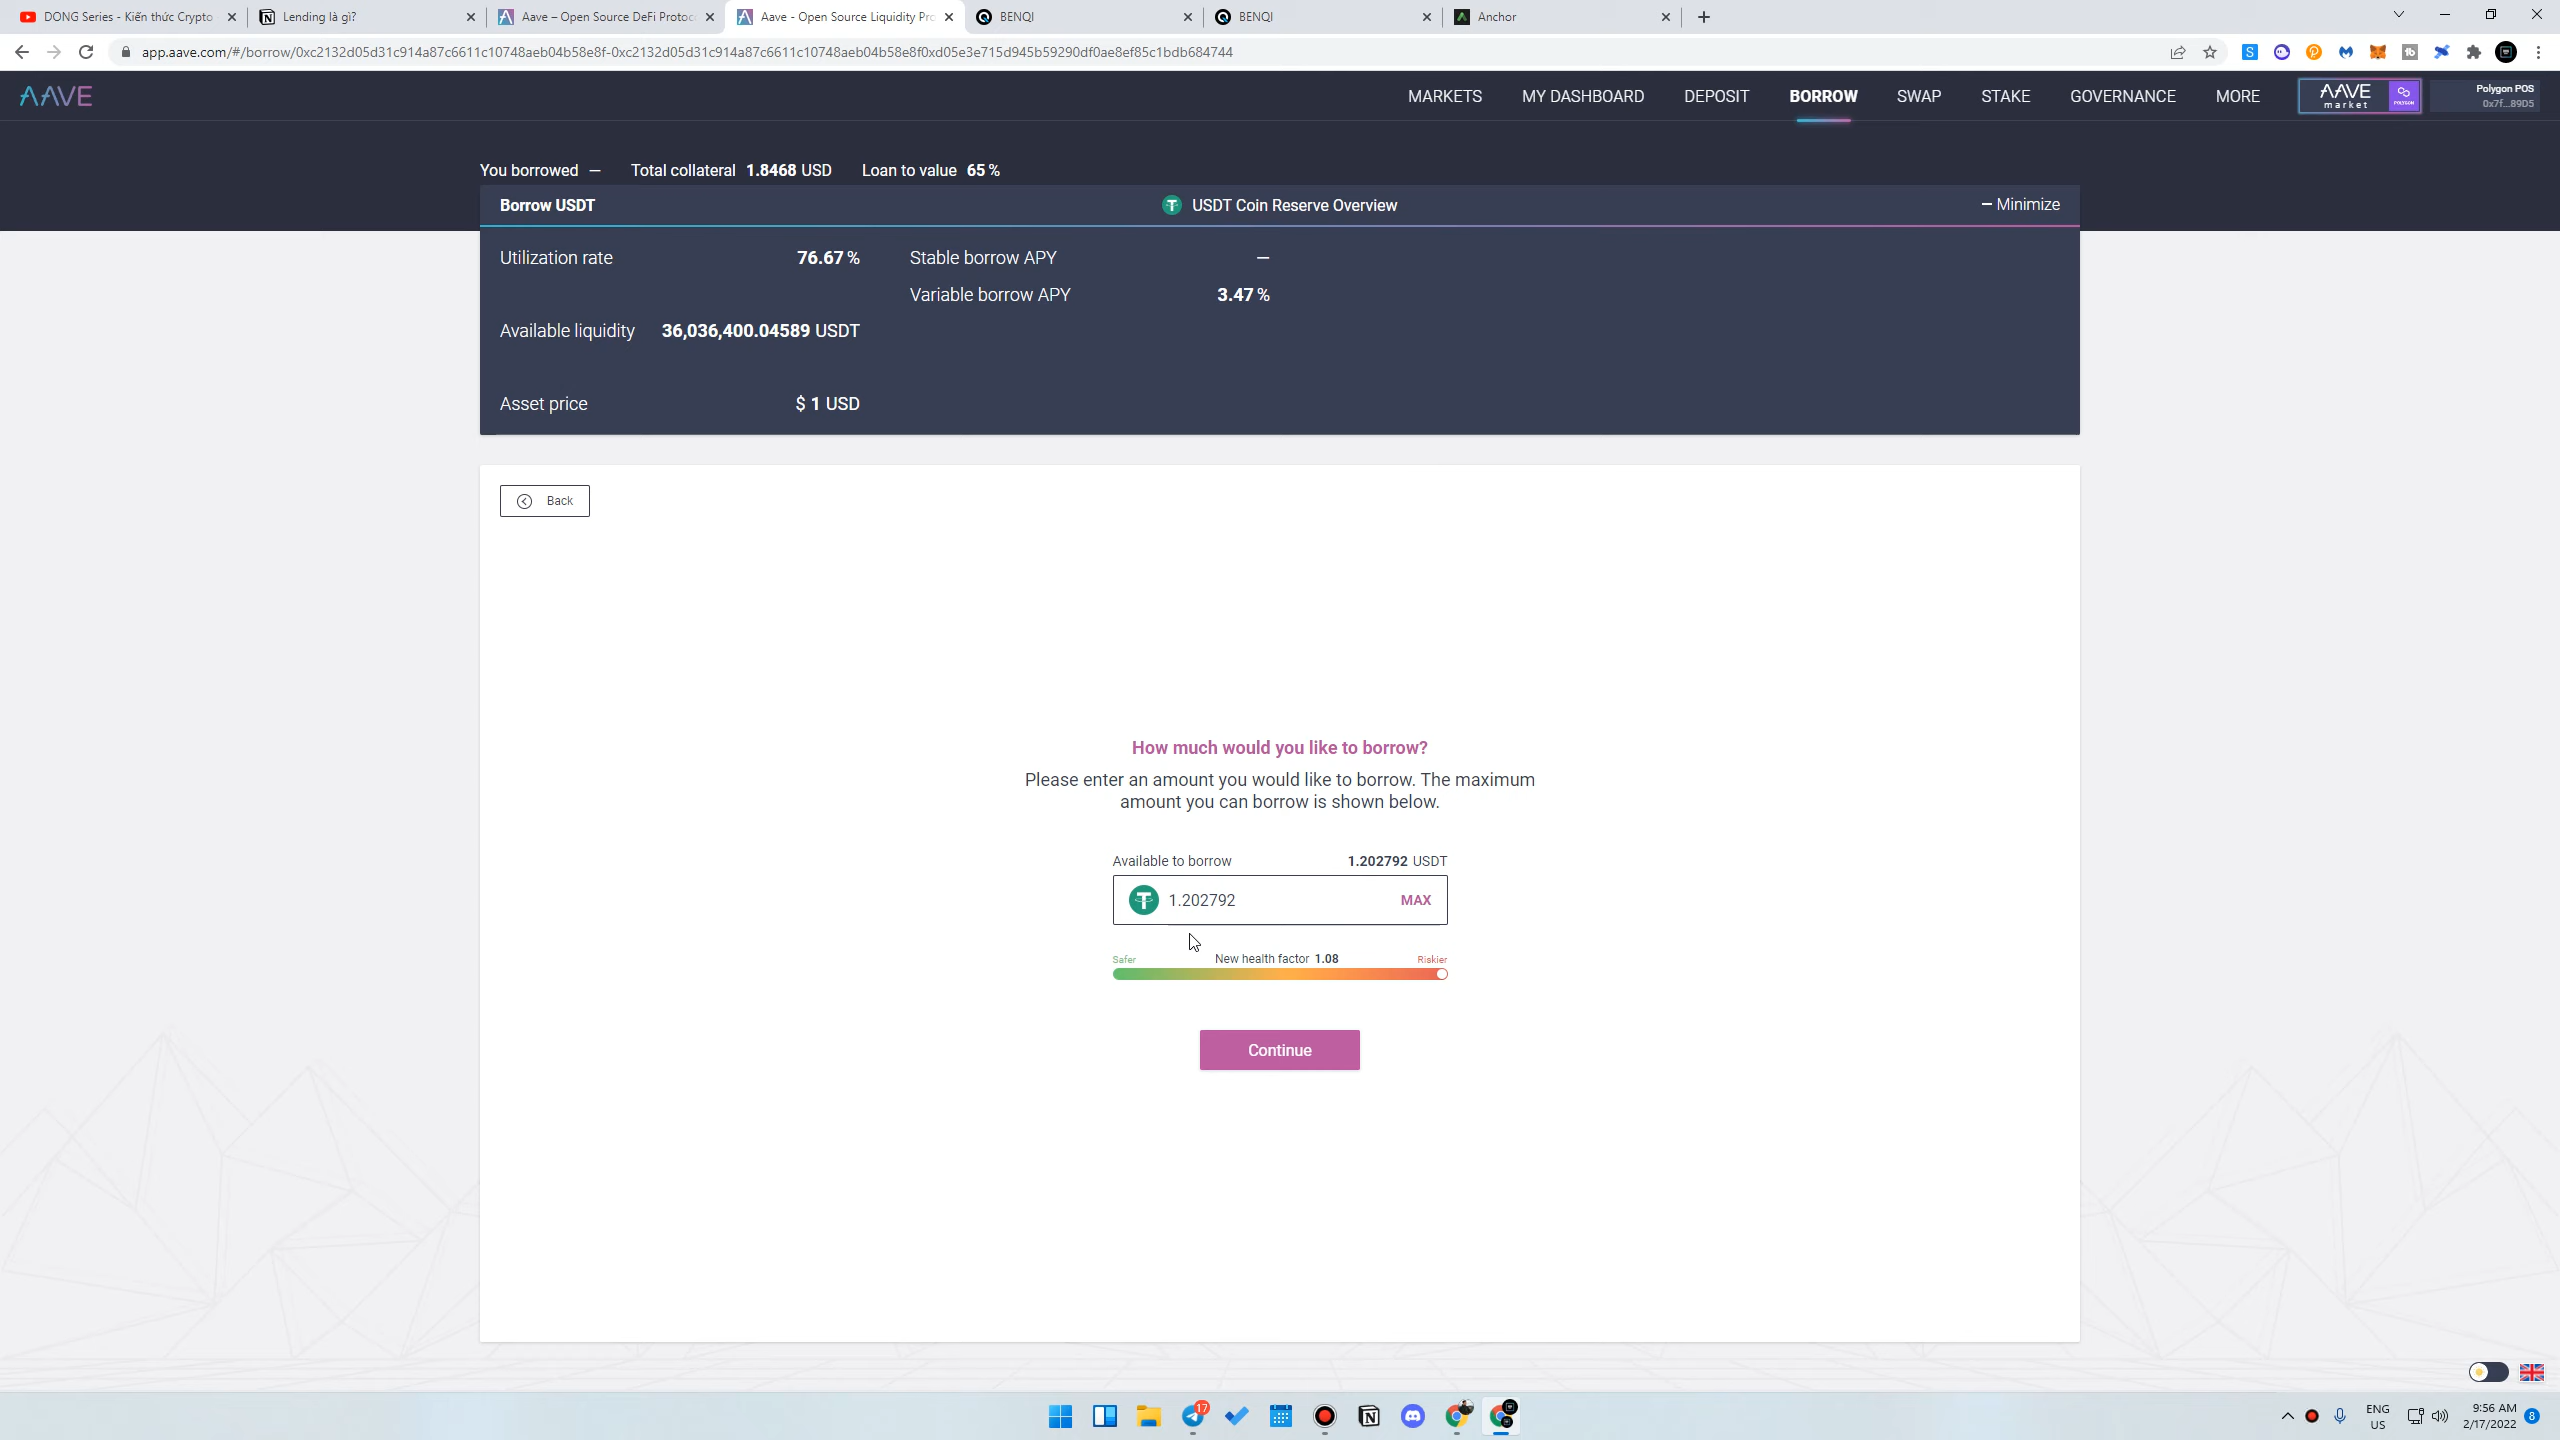 DONG Series - Kiến thức Crypto
Lending là gì?
Aave – Open Source DeFi Protoc
Aave - Open Source Liquidity Pro
BENQI
BENQI
Anchor
app.aave.com/#/borrow/0xc2132d05d31c914a87c6611c10748aeb04b58e8f-0xc2132d05d31c914a87c6611c10748aeb04b58e8f0xd05e3e715d945b59290df0ae8ef85c1bdb684744
AAVE
MARKETS
MY DASHBOARD
DEPOSIT
BORROW
SWAP
STAKE
GOVERNANCE
MORE
AAVE
market
POLYGON
Polygon POS
0x7f...89D5
You borrowed –
Total collateral 1.8468 USD
Loan to value 65 %
Borrow USDT
USDT Coin Reserve Overview
– Minimize
Utilization rate 76.67 %
Stable borrow APY –
Variable borrow APY 3.47 %
Available liquidity 36,036,400.04589 USDT
Asset price $ 1 USD
Back
How much would you like to borrow?
Please enter an amount you would like to borrow. The maximum
amount you can borrow is shown below.
Available to borrow 1.202792 USDT
1.202792 MAX
Safer New health factor 1.08 Riskier
Continue
17
ENG
US
9:56 AM
2/17/2022
8